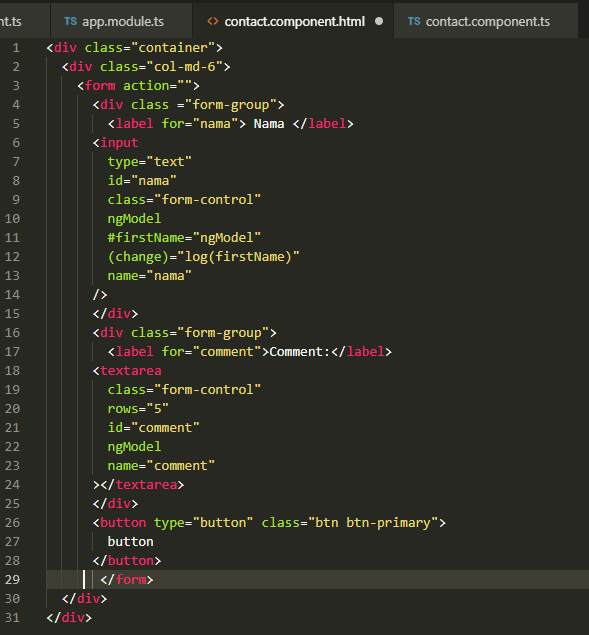 nt.ts TS app.module.ts <> contact.component.html ● TS contact.component.ts
1 <div class="container">
2 <div class="col-md-6">
3 <form action="">
4 <div class ="form-group">
5 <label for="nama"> Nama </label>
6 <input
7 type="text"
8 id="nama"
9 class="form-control"
10 ngModel
11 #firstName="ngModel"
12 (change)="log(firstName)"
13 name="nama"
14 />
15 </div>
16 <div class="form-group">
17 <label for="comment">Comment:</label>
18 <textarea
19 class="form-control"
20 rows="5"
21 id="comment"
22 ngModel
23 name="comment"
24 ></textarea>
25 </div>
26 <button type="button" class="btn btn-primary">
27 button
28 </button>
29 </form>
30 </div>
31 </div>